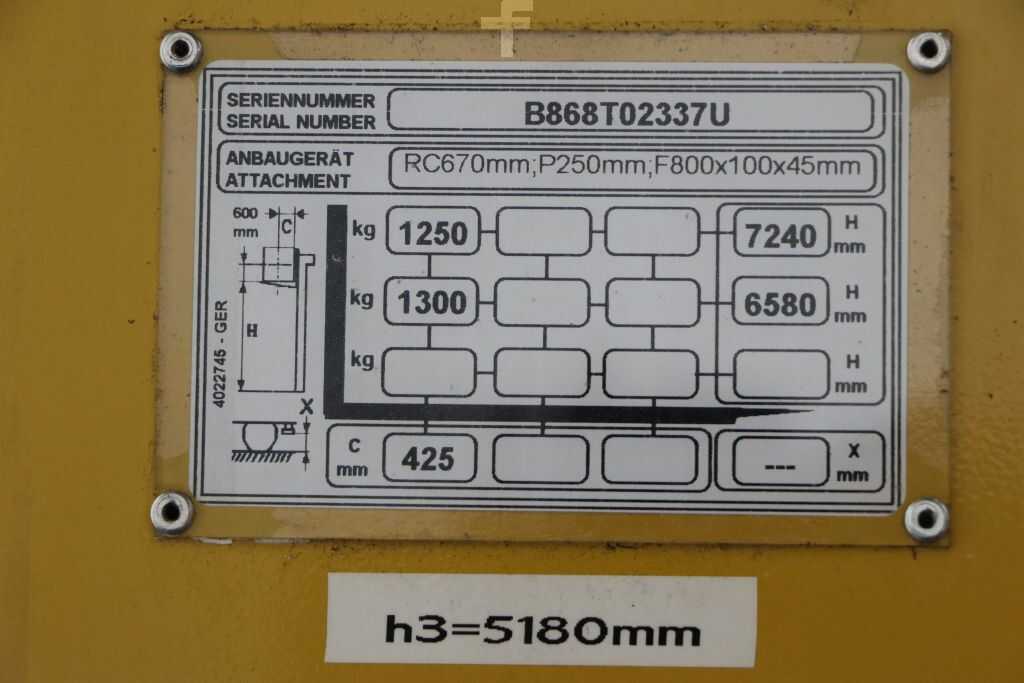 SERIENNUMMER
SERIAL NUMBER
B868T02337U
ANBAUGERÄT
ATTACHMENT
RC670mm;P250mm;F800x100x45mm
600
mm
C
H
X
4022745 - GER
kg 1250 7240 H mm
kg 1300 6580 H mm
kg H mm
C mm 425 --- X mm
h3=5180mm